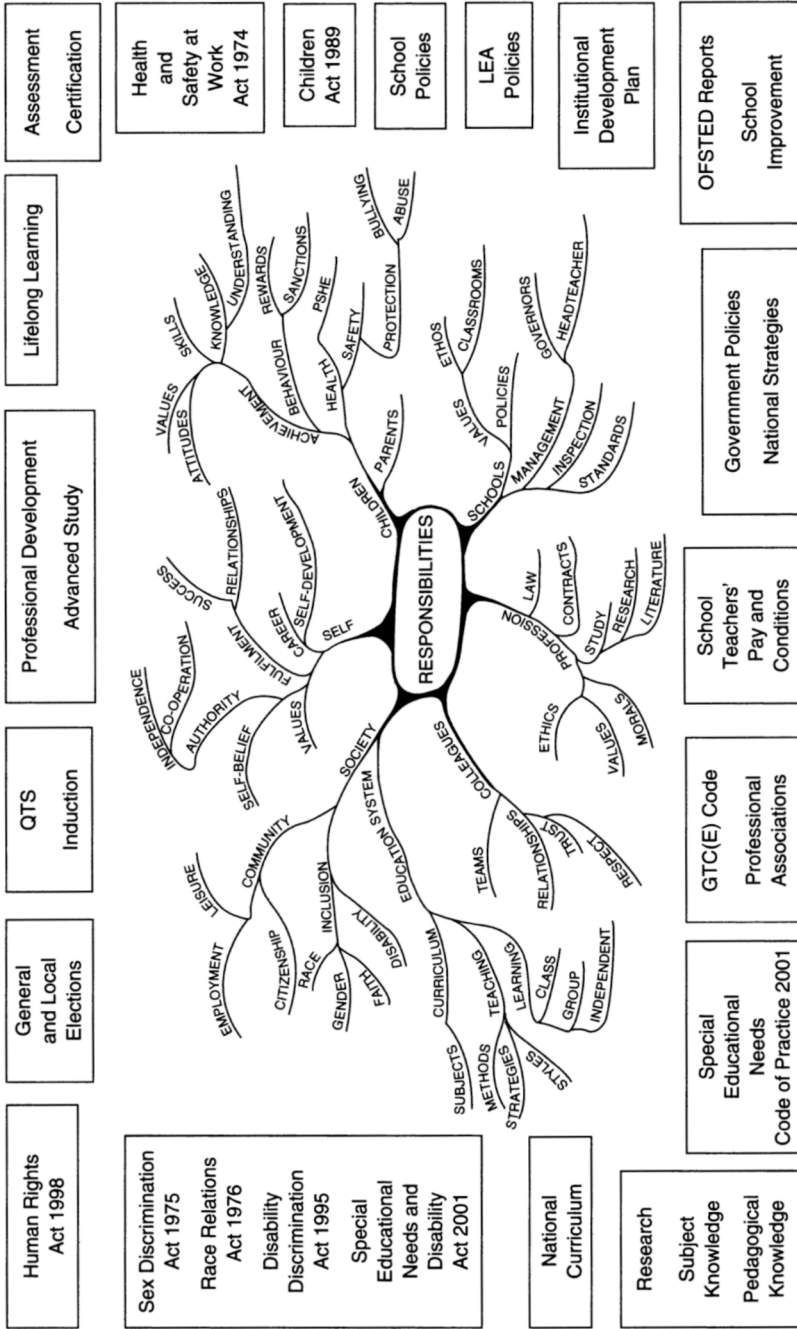 Human Rights
Act 1998
General
and Local
Elections
QTS
Induction
Professional Development
Advanced Study
Lifelong Learning
Assessment
Certification
Sex Discrimination
Act 1975
Race Relations
Act 1976
Disability
Discrimination
Act 1995
Special
Educational
Needs and
Disability
Act 2001
National
Curriculum
Research
Subject
Knowledge
Pedagogical
Knowledge
RESPONSIBILITIES
SOCIETY
COMMUNITY
LEISURE
EMPLOYMENT
CITIZENSHIP
INCLUSION
RACE
GENDER
FAITH
DISABILITY
EDUCATION SYSTEM
CURRICULUM
SUBJECTS
TEACHING
METHODS
STRATEGIES
STYLES
LEARNING
CLASS
GROUP
INDEPENDENT
SELF
VALUES
SELF-BELIEF
AUTHORITY
INDEPENDENCE
CO-OPERATION
FULFILMENT
SUCCESS
RELATIONSHIPS
CAREER
SELF-DEVELOPMENT
CHILDREN
ACHIEVEMENT
VALUES
ATTITUDES
SKILLS
KNOWLEDGE
UNDERSTANDING
BEHAVIOUR
REWARDS
SANCTIONS
HEALTH
PSHE
SAFETY
PROTECTION
BULLYING
ABUSE
PARENTS
SCHOOLS
VALUES
ETHOS
CLASSROOMS
POLICIES
MANAGEMENT
GOVERNORS
HEADTEACHER
INSPECTION
STANDARDS
PROFESSION
LAW
CONTRACTS
STUDY
RESEARCH
LITERATURE
ETHICS
VALUES
MORALS
COLLEAGUES
TEAMS
RELATIONSHIPS
TRUST
RESPECT
Health
and
Safety at
Work
Act 1974
Children
Act 1989
School
Policies
LEA
Policies
Institutional
Development
Plan
Special
Educational
Needs
Code of Practice 2001
GTC(E) Code
Professional
Associations
School
Teachers'
Pay and
Conditions
Government Policies
National Strategies
OFSTED Reports
School
Improvement